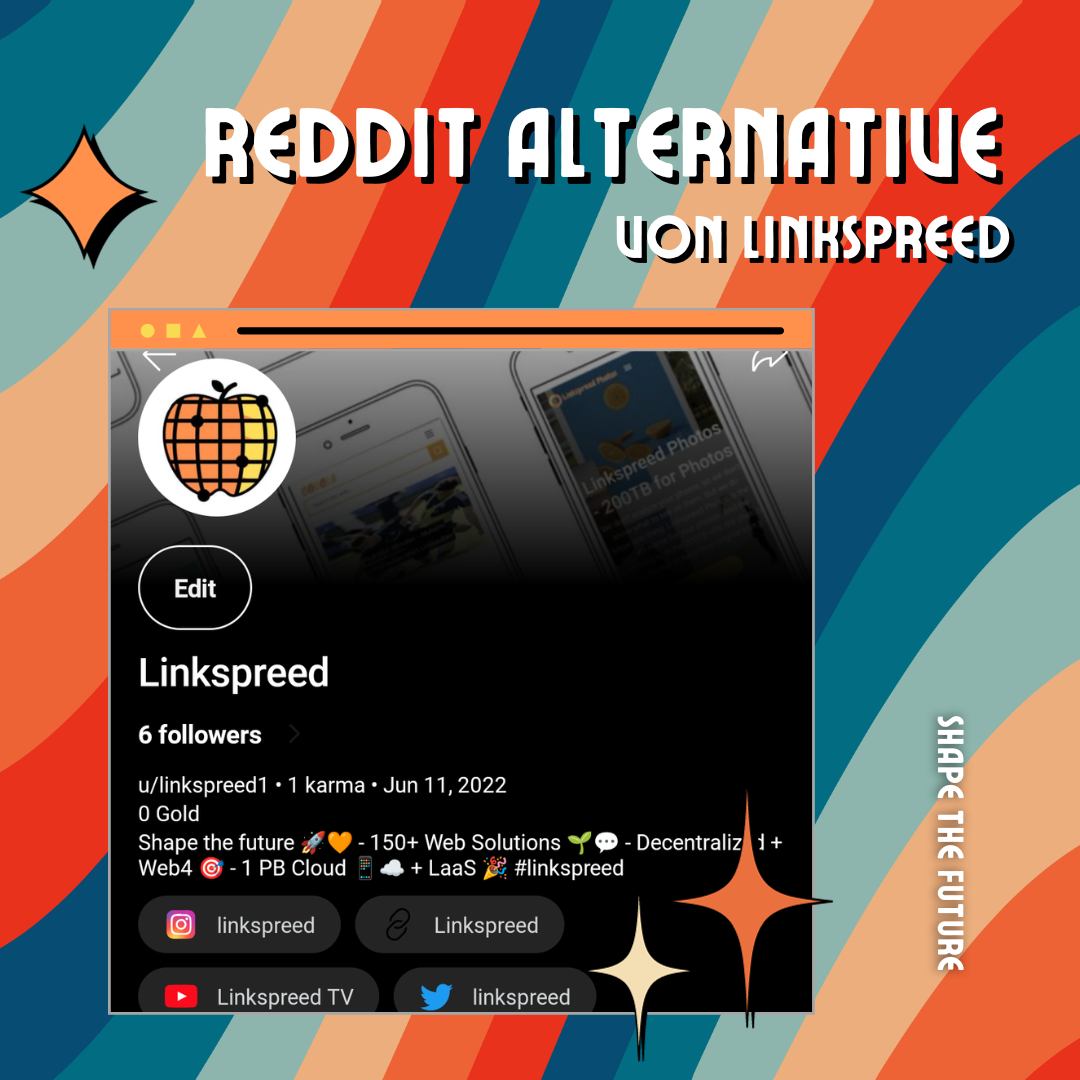 REDDIT ALTERNATIVE
VON LINKSPREED
Linkspreed Photos
- 200TB for Photos
Edit
Linkspreed
6 followers
u/linkspreed1 • 1 karma • Jun 11, 2022
0 Gold
Shape the future 🚀🧡 - 150+ Web Solutions 🌱💬 - Decentralized +
Web4 🎯 - 1 PB Cloud 📱☁️ + LaaS 🎉 #linkspreed
linkspreed
Linkspreed
Linkspreed TV
linkspreed
SHAPE THE FUTURE